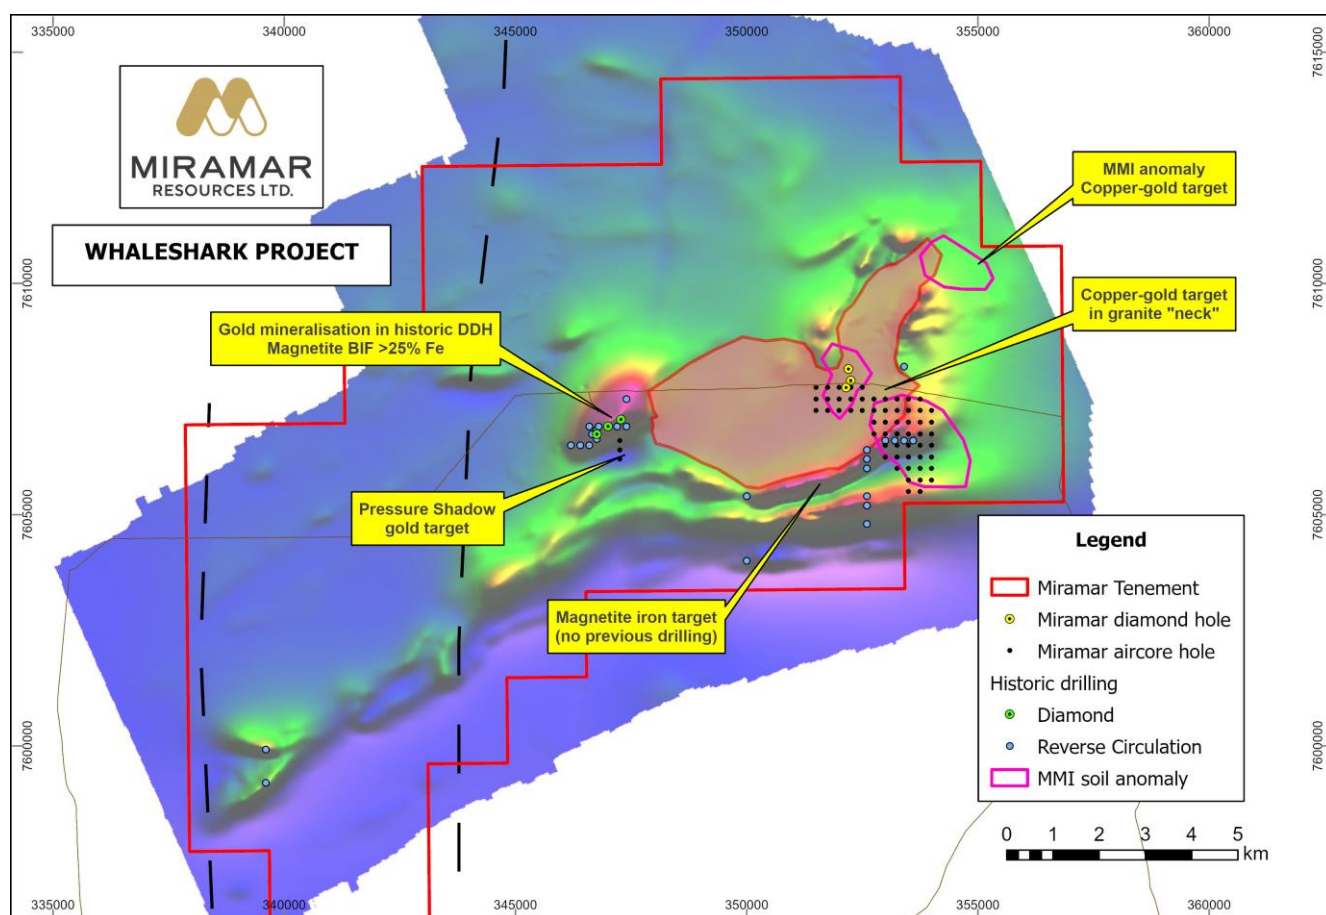 335000
340000
345000
350000
355000
360000
7615000
MIRAMAR
RESOURCES LTD.
WHALESHARK PROJECT
MMI anomaly
Copper-gold target
7610000
7610000
Copper-gold target
in granite "neck"
Gold mineralisation in historic DDH
Magnetite BIF >25% Fe
Pressure Shadow
gold target
7605000
7605000
Magnetite iron target
(no previous drilling)
Legend
Miramar Tenement
Miramar diamond hole
Miramar aircore hole
Historic drilling
Diamond
Reverse Circulation
MMI soil anomaly
7600000
7600000
0 1 2 3 4 5
km
335000
340000
345000
350000
355000
360000